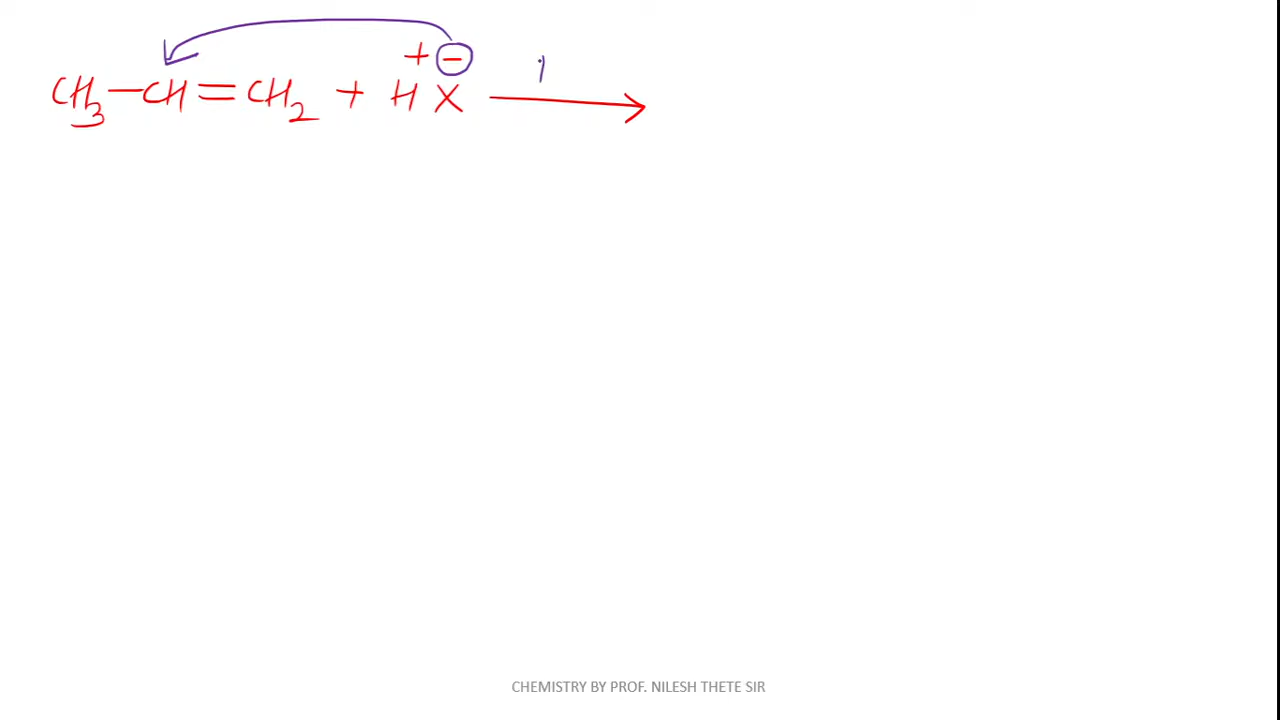 CH₃—CH=CH₂ + H⁺ X⁻ ⟶
CHEMISTRY BY PROF. NILESH THETE SIR